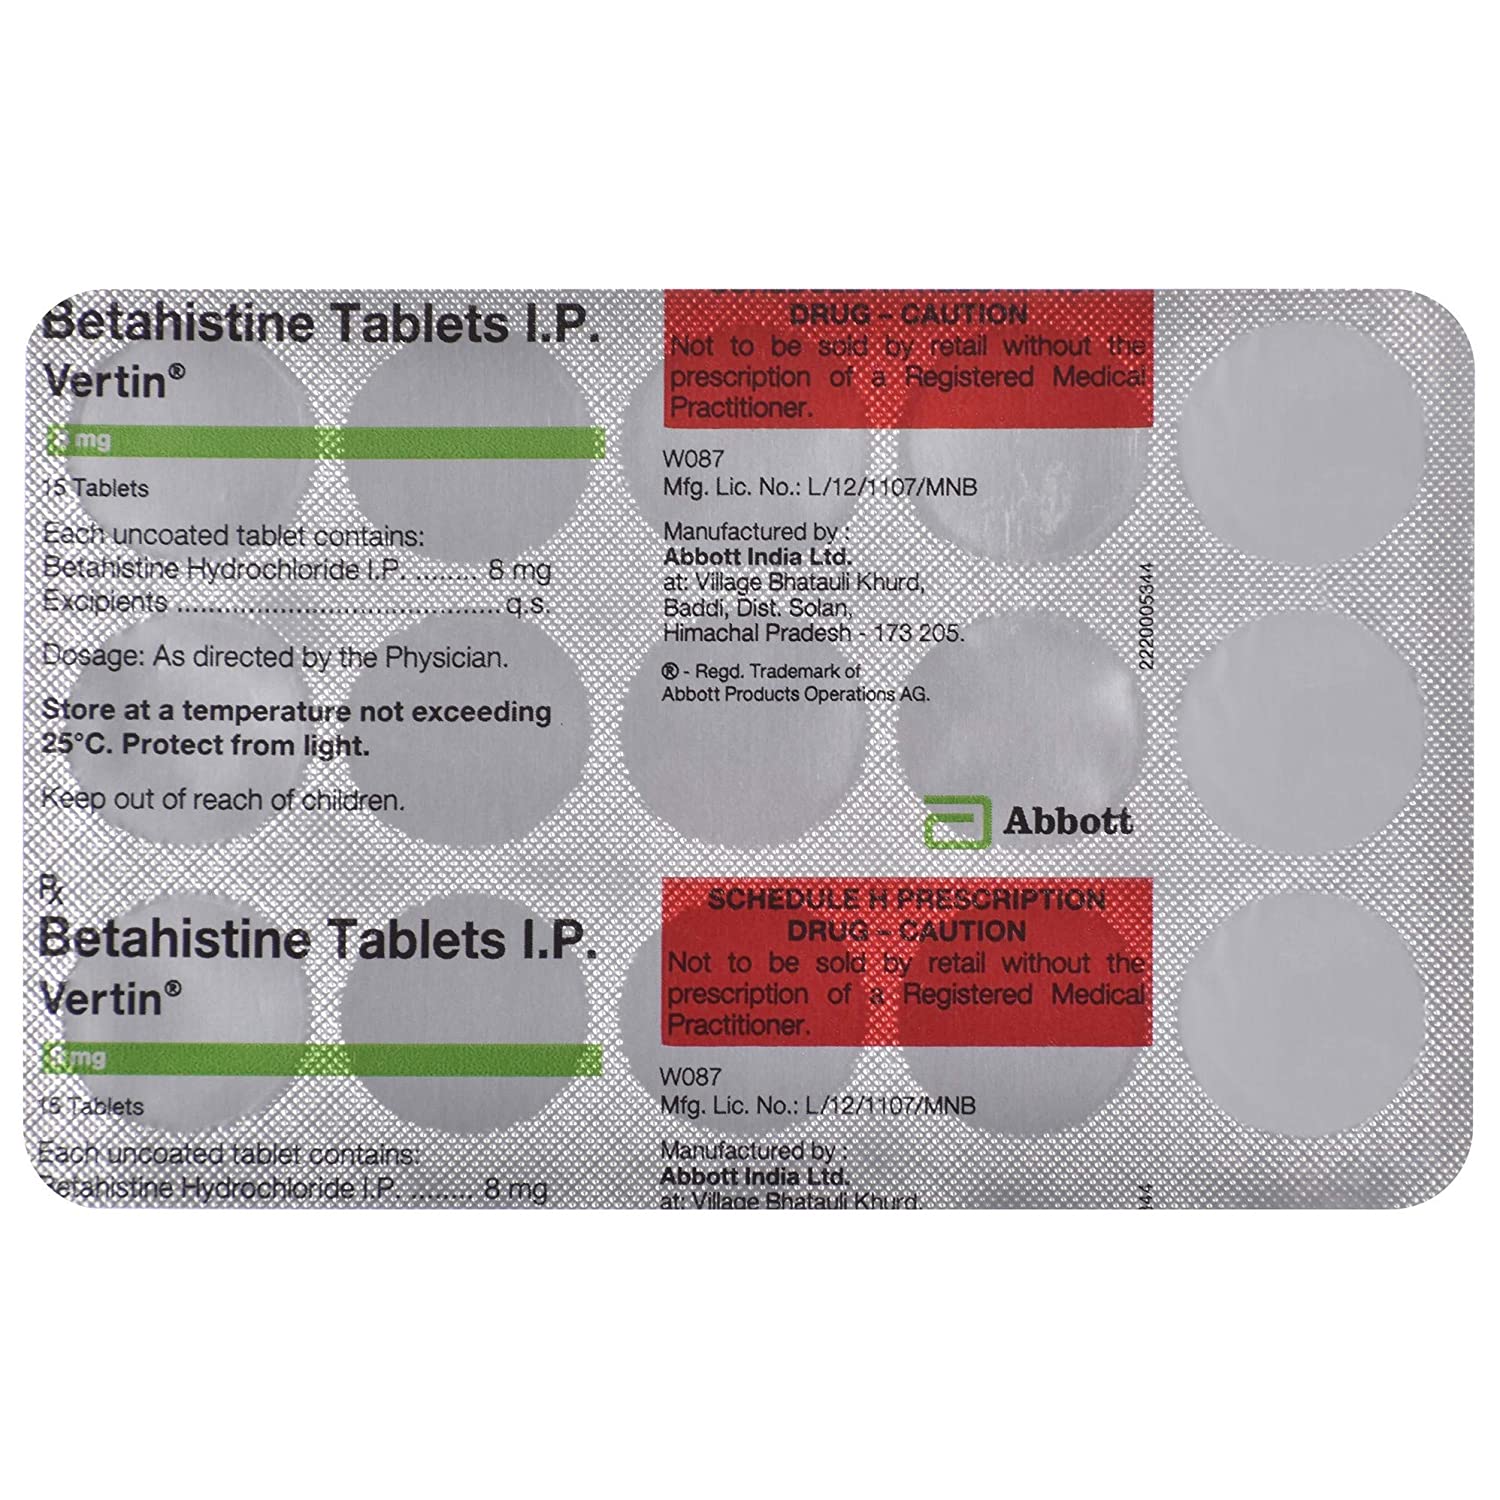 Betahistine Tablets I.P.
Vertin®
mg
15 Tablets
Each uncoated tablet contains:
Betahistine Hydrochloride I.P. ........ 8 mg
Excipients ......................................... q.s.
Dosage: As directed by the Physician.
Store at a temperature not exceeding
25°C. Protect from light.
Keep out of reach of children.
DRUG – CAUTION
Not to be sold by retail without the
prescription of a Registered Medical
Practitioner.
W087
Mfg. Lic. No.: L/12/1107/MNB
Manufactured by :
Abbott India Ltd.
at: Village Bhatauli Khurd,
Baddi, Dist. Solan,
Himachal Pradesh - 173 205.
® - Regd. Trademark of
Abbott Products Operations AG.
2220005344
Abbott
Rx
Betahistine Tablets I.P.
Vertin®
mg
15 Tablets
Each uncoated tablet contains:
Betahistine Hydrochloride I.P. ........ 8 mg
SCHEDULE H PRESCRIPTION
DRUG – CAUTION
Not to be sold by retail without the
prescription of a Registered Medical
Practitioner.
W087
Mfg. Lic. No.: L/12/1107/MNB
Manufactured by :
Abbott India Ltd.
at: Village Bhatauli Khurd,